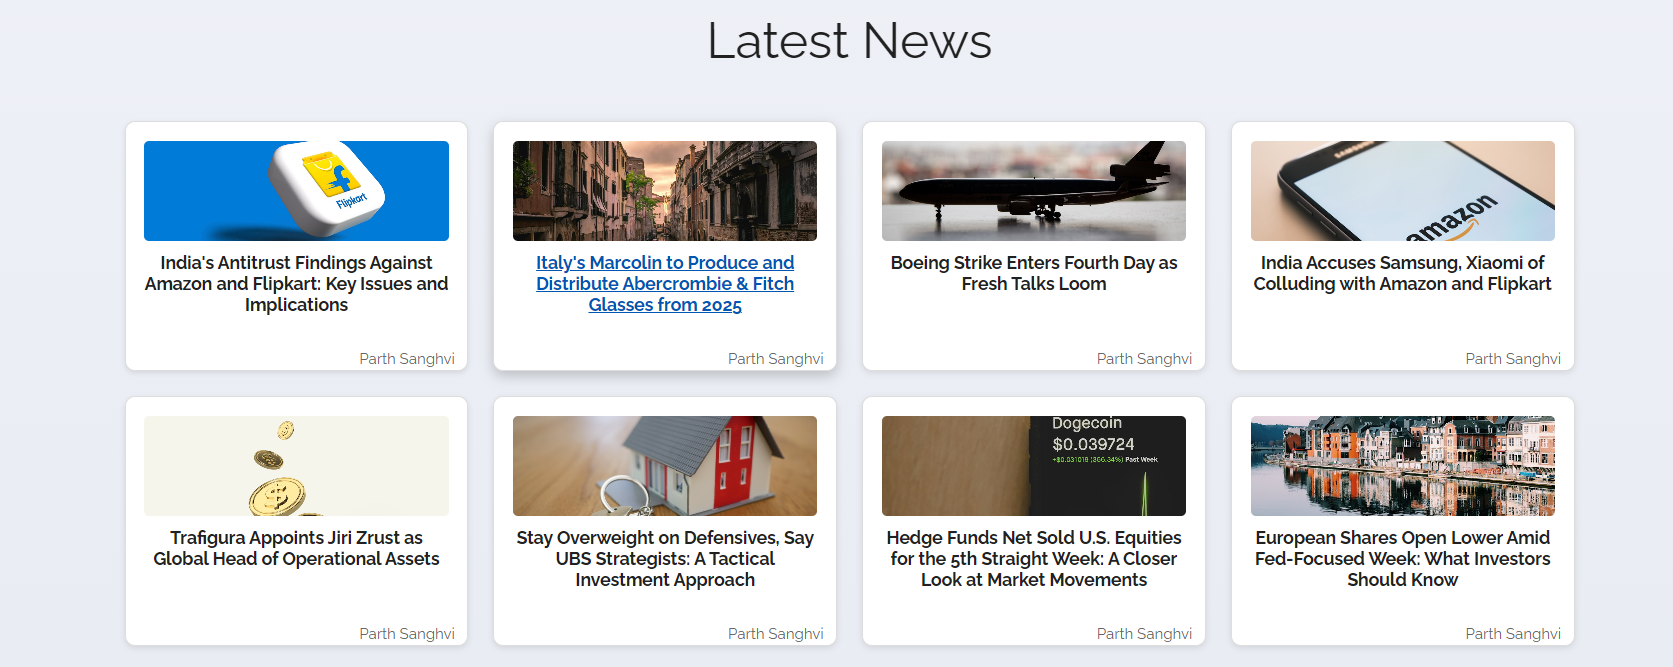 Latest News
Flipkart
India's Antitrust Findings Against
Amazon and Flipkart: Key Issues and
Implications
Parth Sanghvi
Italy's Marcolin to Produce and
Distribute Abercrombie & Fitch
Glasses from 2025
Parth Sanghvi
Boeing Strike Enters Fourth Day as
Fresh Talks Loom
Parth Sanghvi
SAMSUNG
amazon
India Accuses Samsung, Xiaomi of
Colluding with Amazon and Flipkart
Parth Sanghvi
Trafigura Appoints Jiri Zrust as
Global Head of Operational Assets
Parth Sanghvi
Stay Overweight on Defensives, Say
UBS Strategists: A Tactical
Investment Approach
Parth Sanghvi
Dogecoin
$0.039724
+$0.031019 (356.34%) Past Week
Hedge Funds Net Sold U.S. Equities
for the 5th Straight Week: A Closer
Look at Market Movements
Parth Sanghvi
European Shares Open Lower Amid
Fed-Focused Week: What Investors
Should Know
Parth Sanghvi